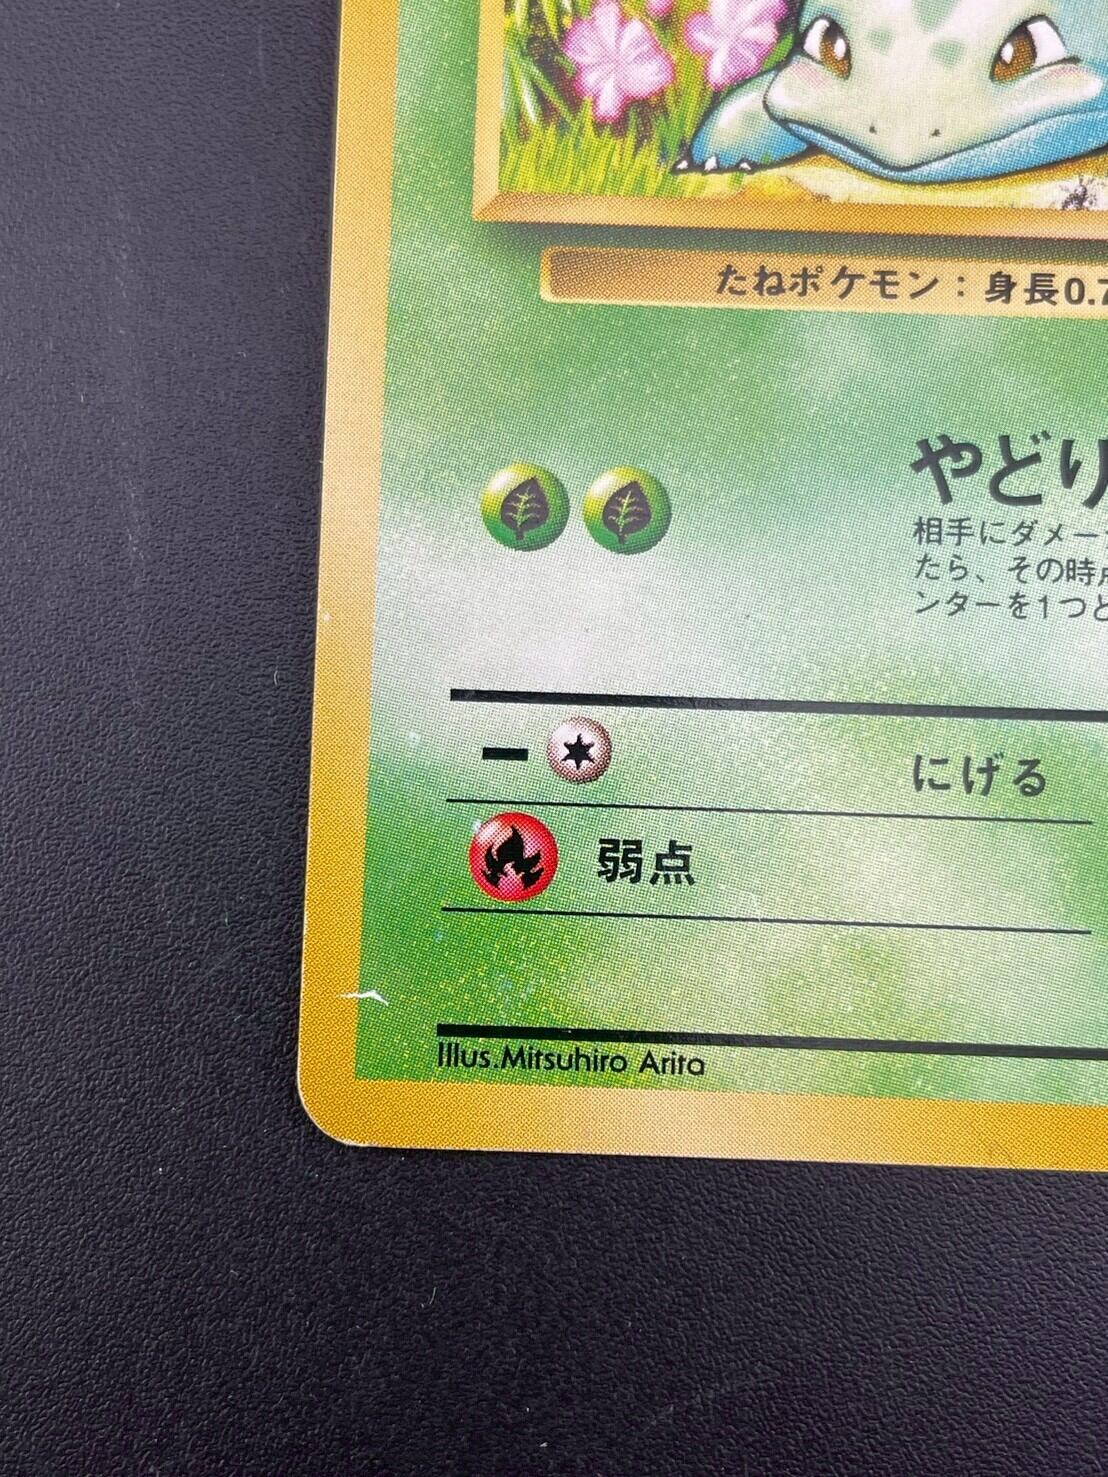 たねポケモン：身長0.7
やどり
相手にダメー
たら、その時点
ンターを1つと
にげる
弱点
Illus.Mitsuhiro Arita